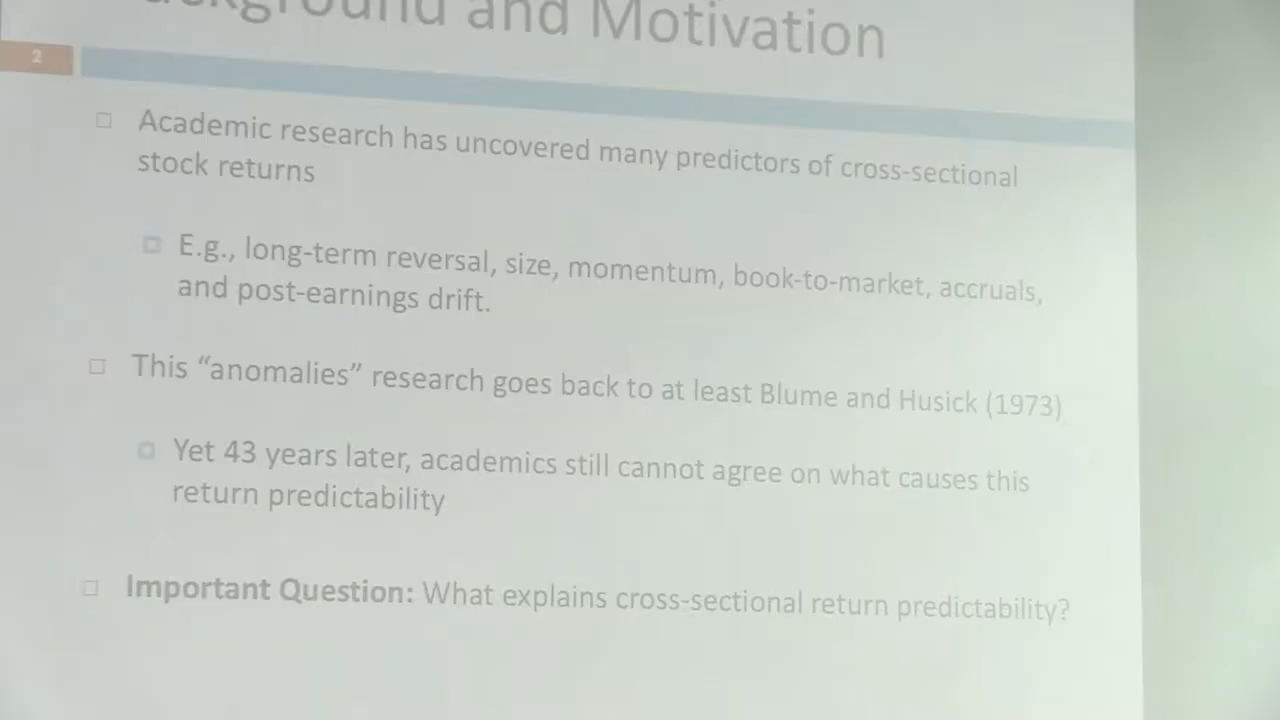 and Motivation
2
Academic research has uncovered many predictors of cross-sectional
stock returns
E.g., long-term reversal, size, momentum, book-to-market, accruals,
and post-earnings drift.
This “anomalies” research goes back to at least Blume and Husick (1973)
Yet 43 years later, academics still cannot agree on what causes this
return predictability
Important Question: What explains cross-sectional return predictability?